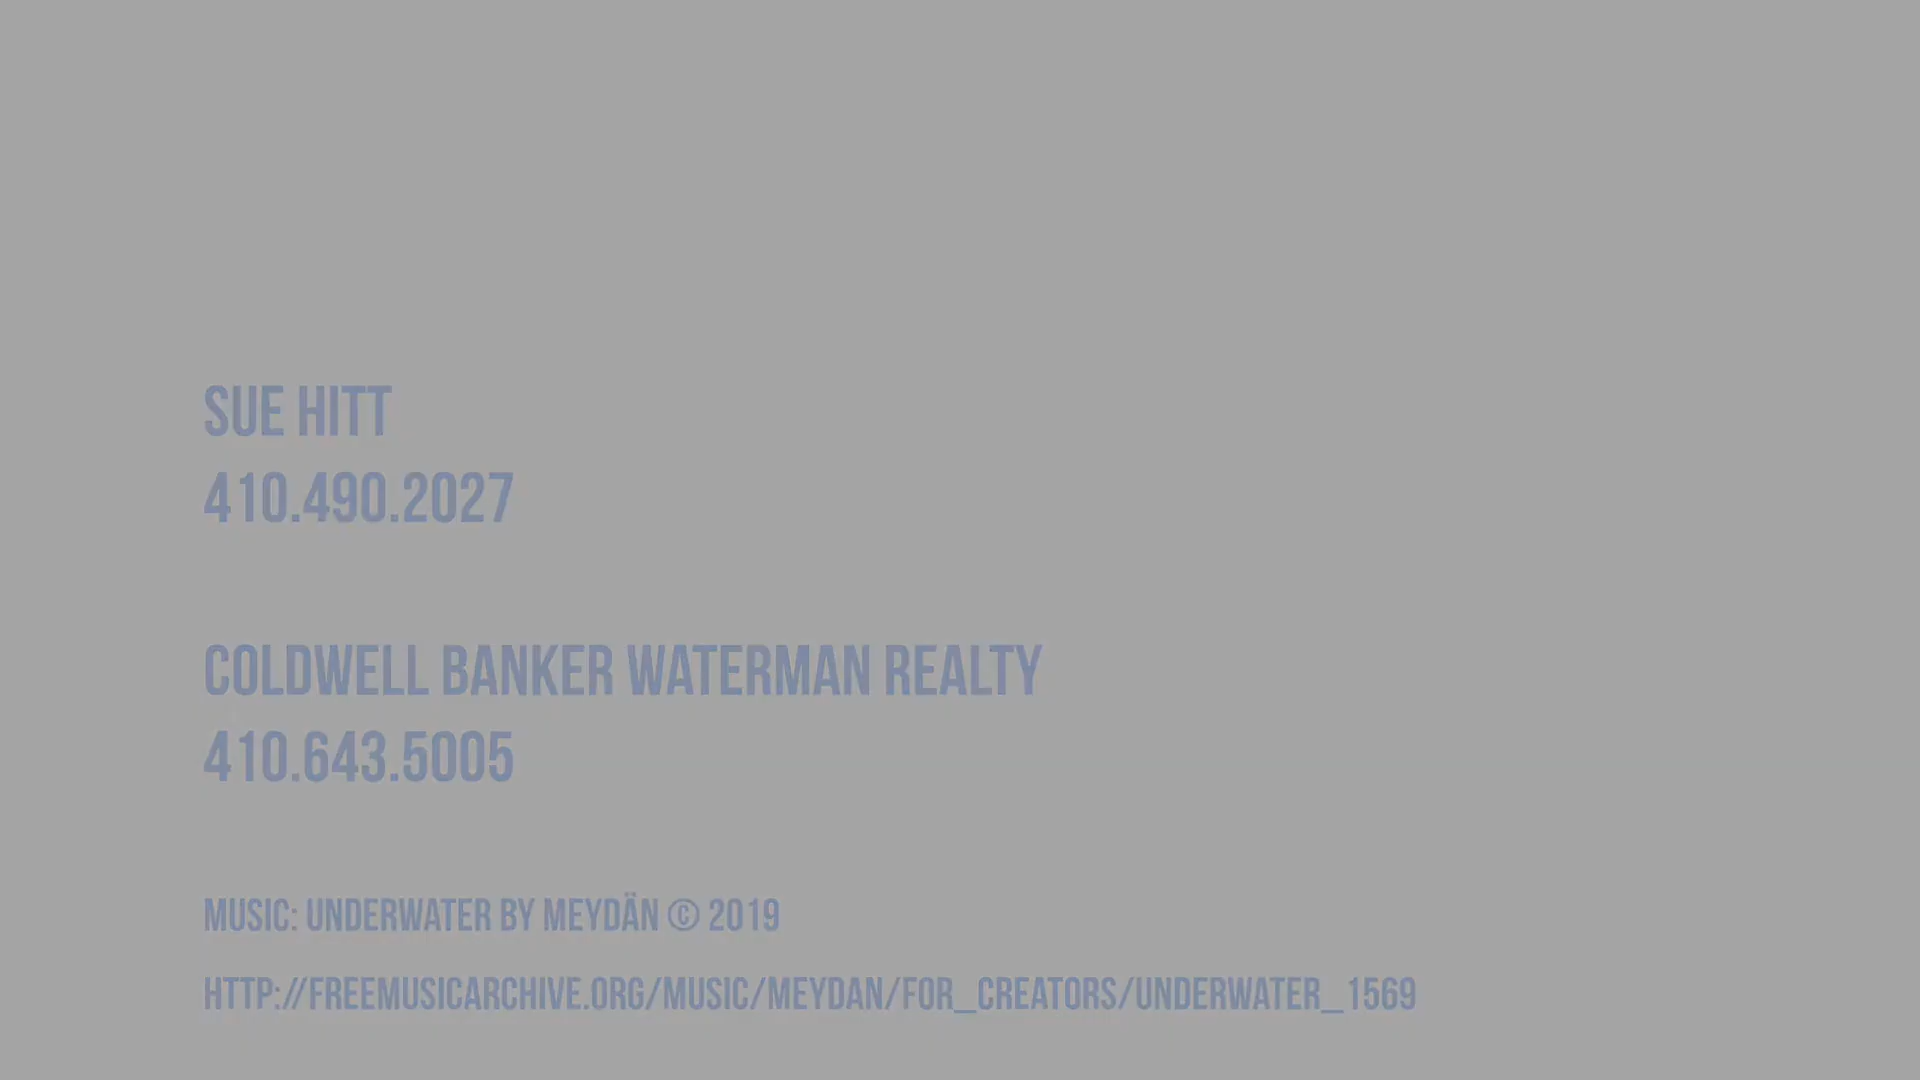 SUE HITT
410.490.2027
COLDWELL BANKER WATERMAN REALTY
410.643.5005
MUSIC: UNDERWATER BY MEYDÄN © 2019
HTTP://FREEMUSICARCHIVE.ORG/MUSIC/MEYDAN/FOR_CREATORS/UNDERWATER_1569